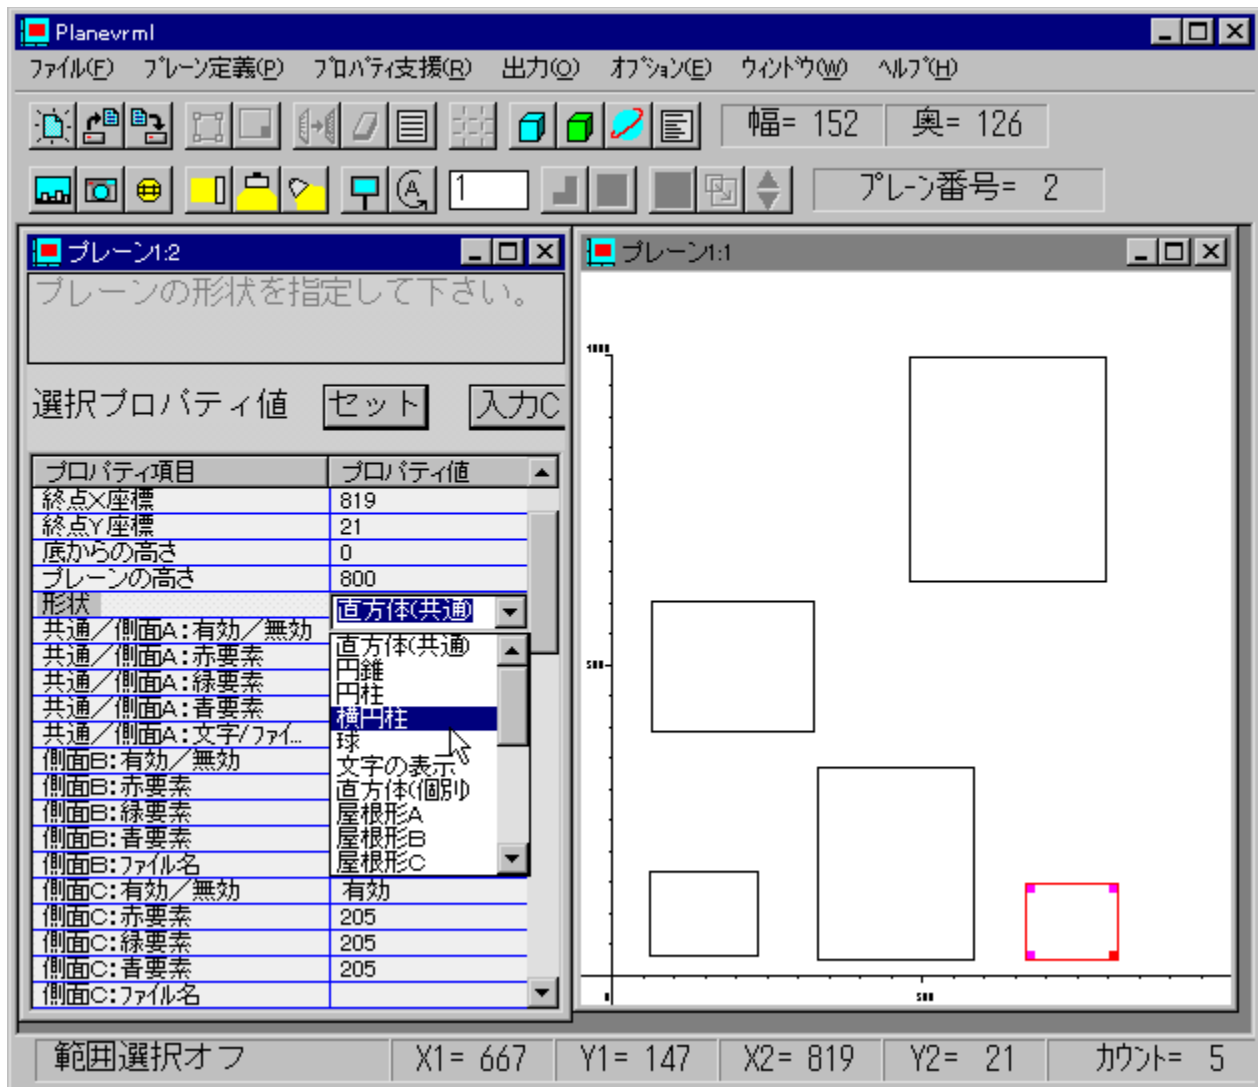 Planevrml
ファイル(F) プレーン定義(P) プロパティ支援(R) 出力(O) オプション(E) ウィンドウ(W) ヘルプ(H)
幅= 152 奥= 126
A 1 プレーン番号= 2
プレーン1:2
プレーンの形状を指定して下さい。
選択プロパティ値 セット 入力C
プロパティ項目 プロパティ値
終点X座標 819
終点Y座標 21
底からの高さ 0
プレーンの高さ 800
形状 直方体(共通)
共通/側面A:有効/無効
共通/側面A:赤要素
共通/側面A:緑要素
共通/側面A:青要素
共通/側面A:文字/ファイ...
側面B:有効/無効
側面B:赤要素
側面B:緑要素
側面B:青要素
側面B:ファイル名
側面C:有効/無効 有効
側面C:赤要素 205
側面C:緑要素 205
側面C:青要素 205
側面C:ファイル名
直方体(共通)
円錐
円柱
横円柱
球
文字の表示
直方体(個別)
屋根形A
屋根形B
屋根形C
プレーン1:1
1000
500
0 500
範囲選択オフ X1= 667 Y1= 147 X2= 819 Y2= 21 カウント= 5